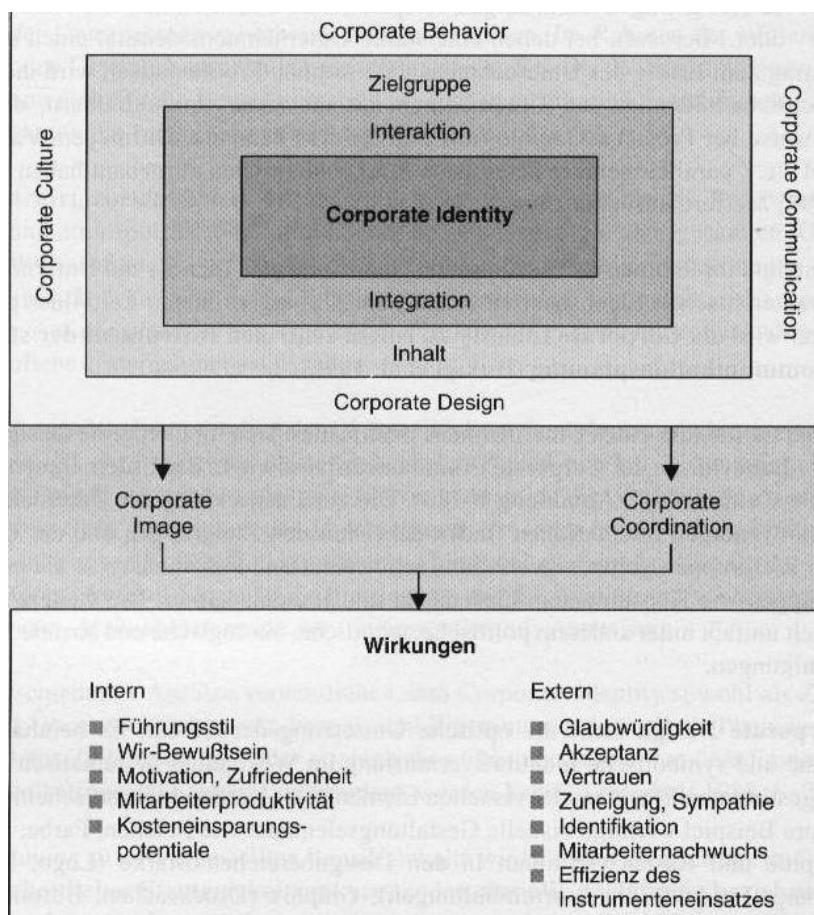 Corporate Behavior
Zielgruppe
Interaktion
Corporate Culture
Corporate Identity
Corporate Communication
Integration
Inhalt
Corporate Design
Corporate
Image
Corporate
Coordination
Wirkungen
Intern
Führungsstil
Wir-Bewußtsein
Motivation, Zufriedenheit
Mitarbeiterproduktivität
Kosteneinsparungs-
potentiale
Extern
Glaubwürdigkeit
Akzeptanz
Vertrauen
Zuneigung, Sympathie
Identifikation
Mitarbeiternachwuchs
Effizienz des
Instrumenteneinsatzes